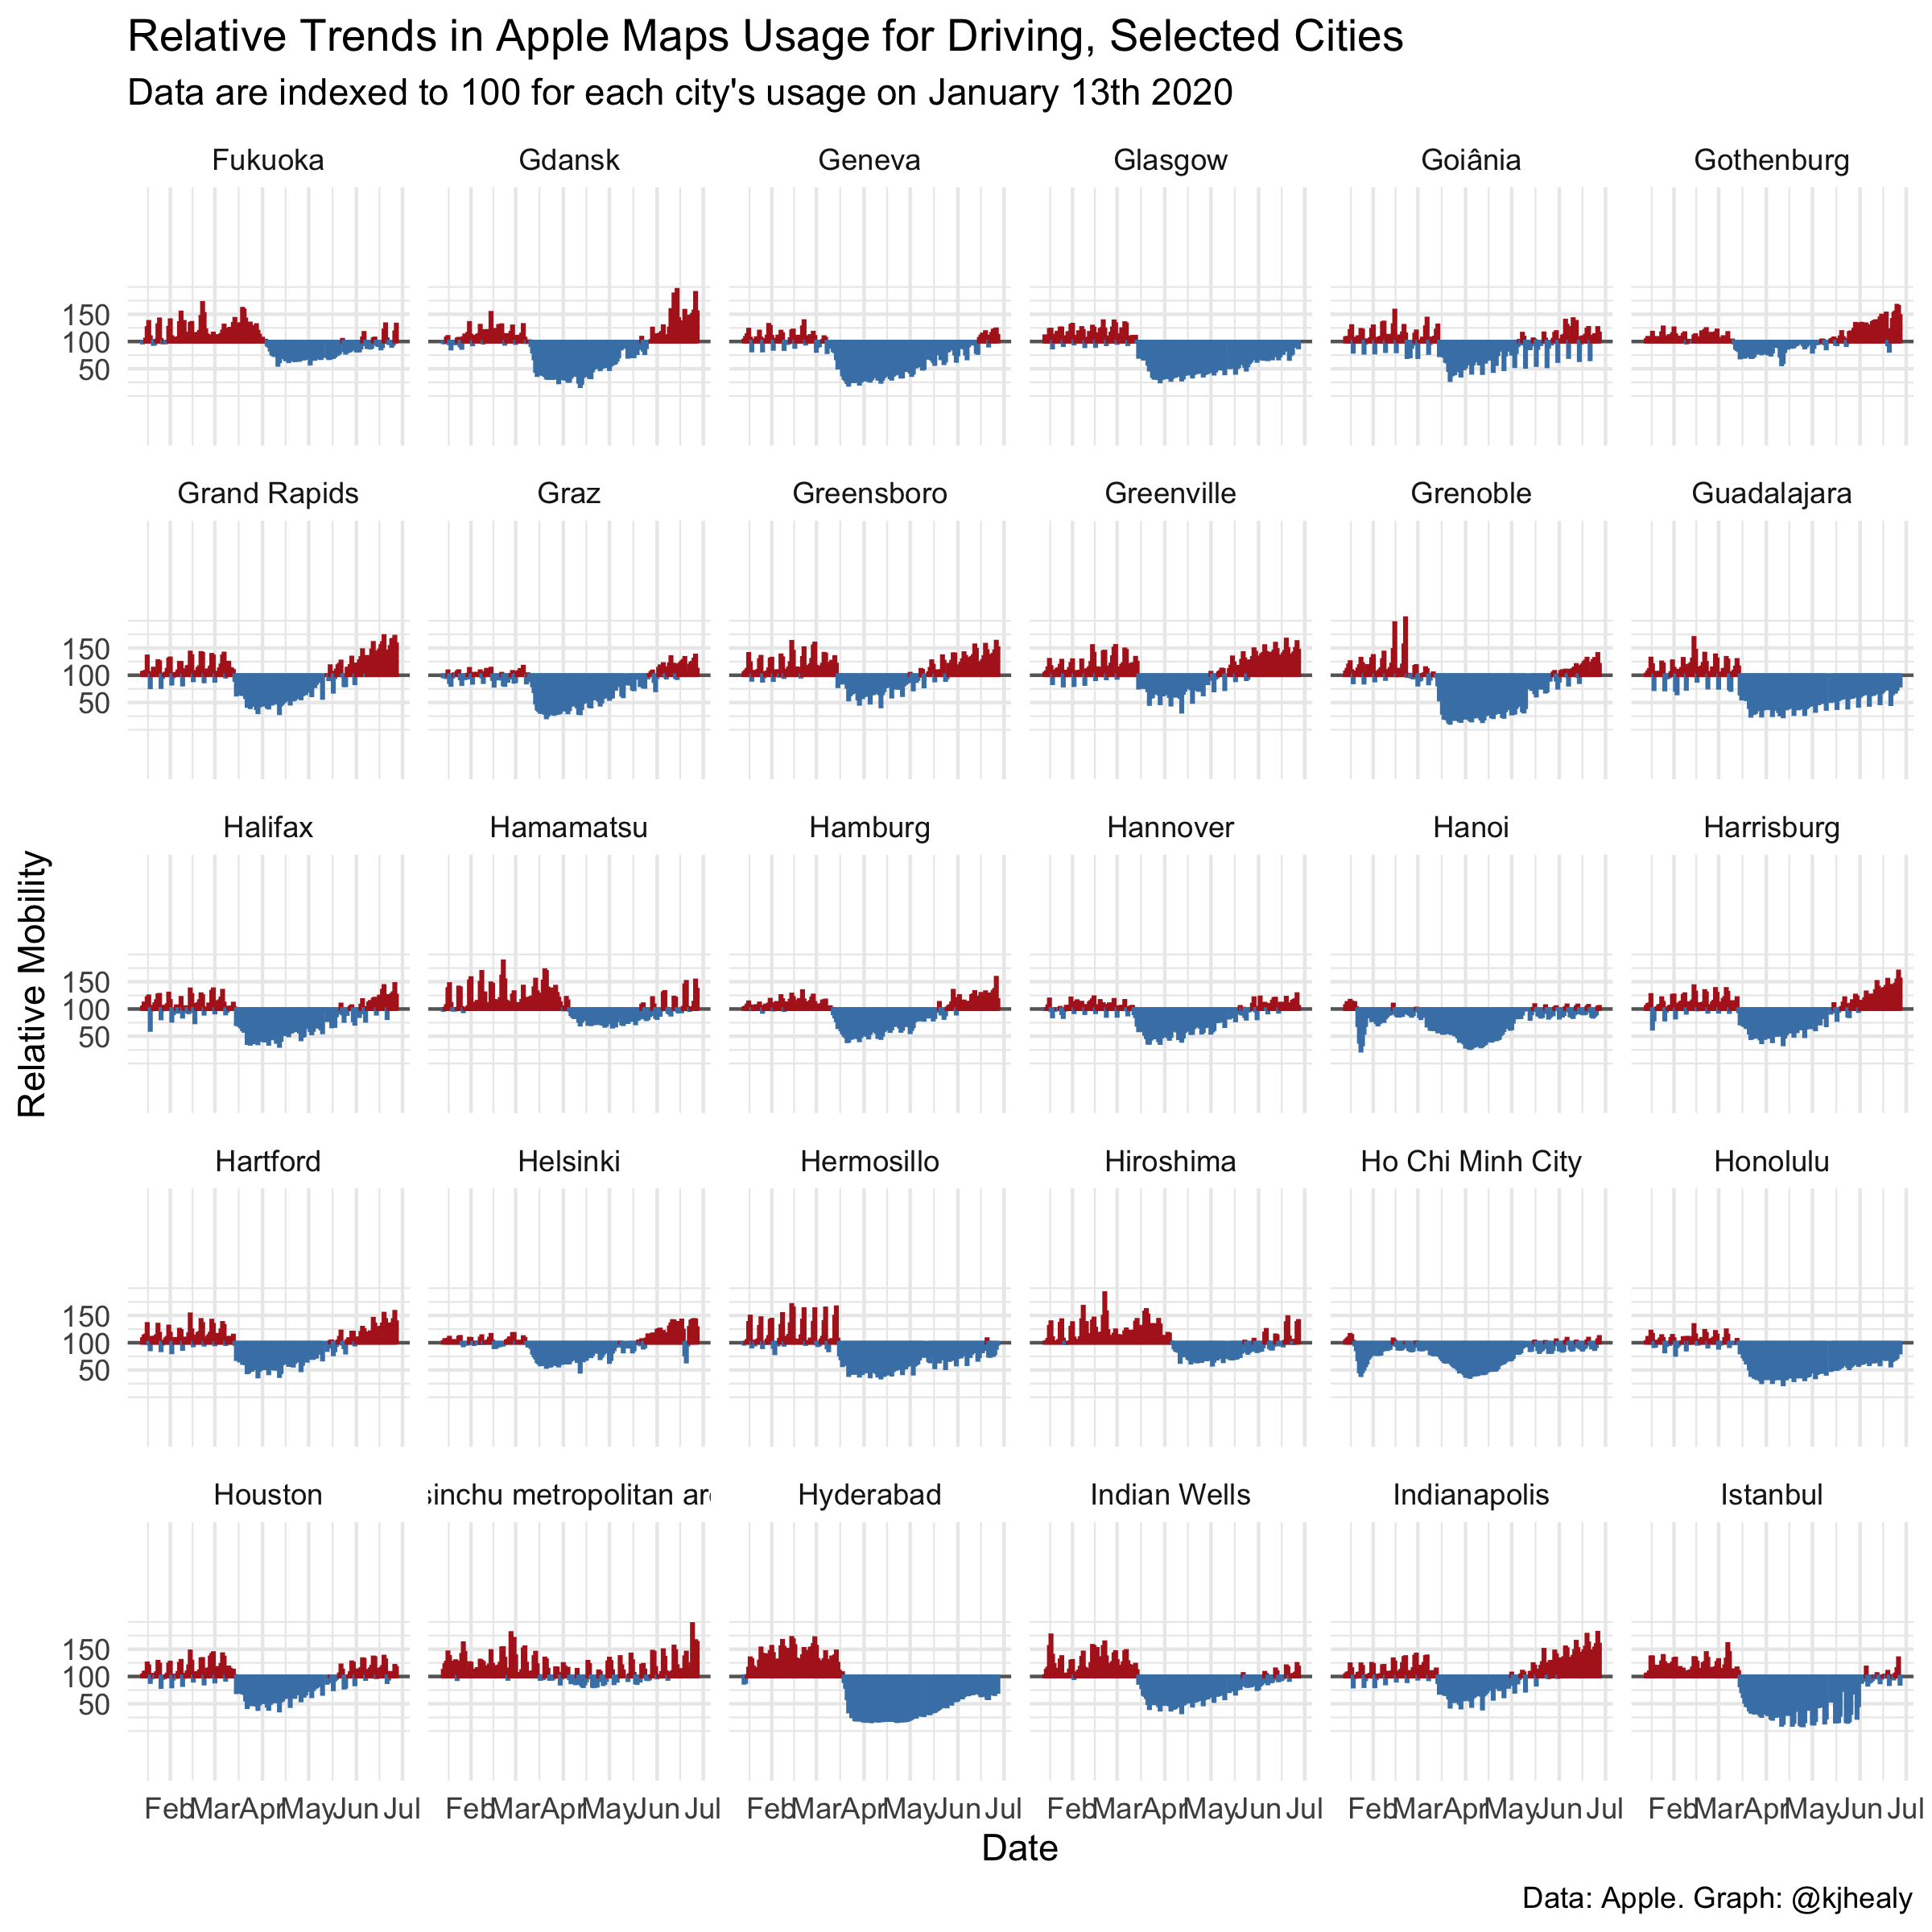 Relative Trends in Apple Maps Usage for Driving, Selected Cities
Data are indexed to 100 for each city's usage on January 13th 2020
Fukuoka Gdansk Geneva Glasgow Goiânia Gothenburg
150
100
50
Grand Rapids Graz Greensboro Greenville Grenoble Guadalajara
150
100
50
Halifax Hamamatsu Hamburg Hannover Hanoi Harrisburg
150
100
50
Relative Mobility
Hartford Helsinki Hermosillo Hiroshima Ho Chi Minh City Honolulu
150
100
50
Houston metropolitan Hyderabad Indian Wells Indianapolis Istanbul
150
100
50
Feb Mar Apr May Jun Jul Feb Mar Apr May Jun Jul Feb Mar Apr May Jun Jul Feb Mar Apr May Jun Jul Feb Mar Apr May Jun Jul Feb Mar Apr May Jun Jul
Date
Data: Apple. Graph: @kjhealy